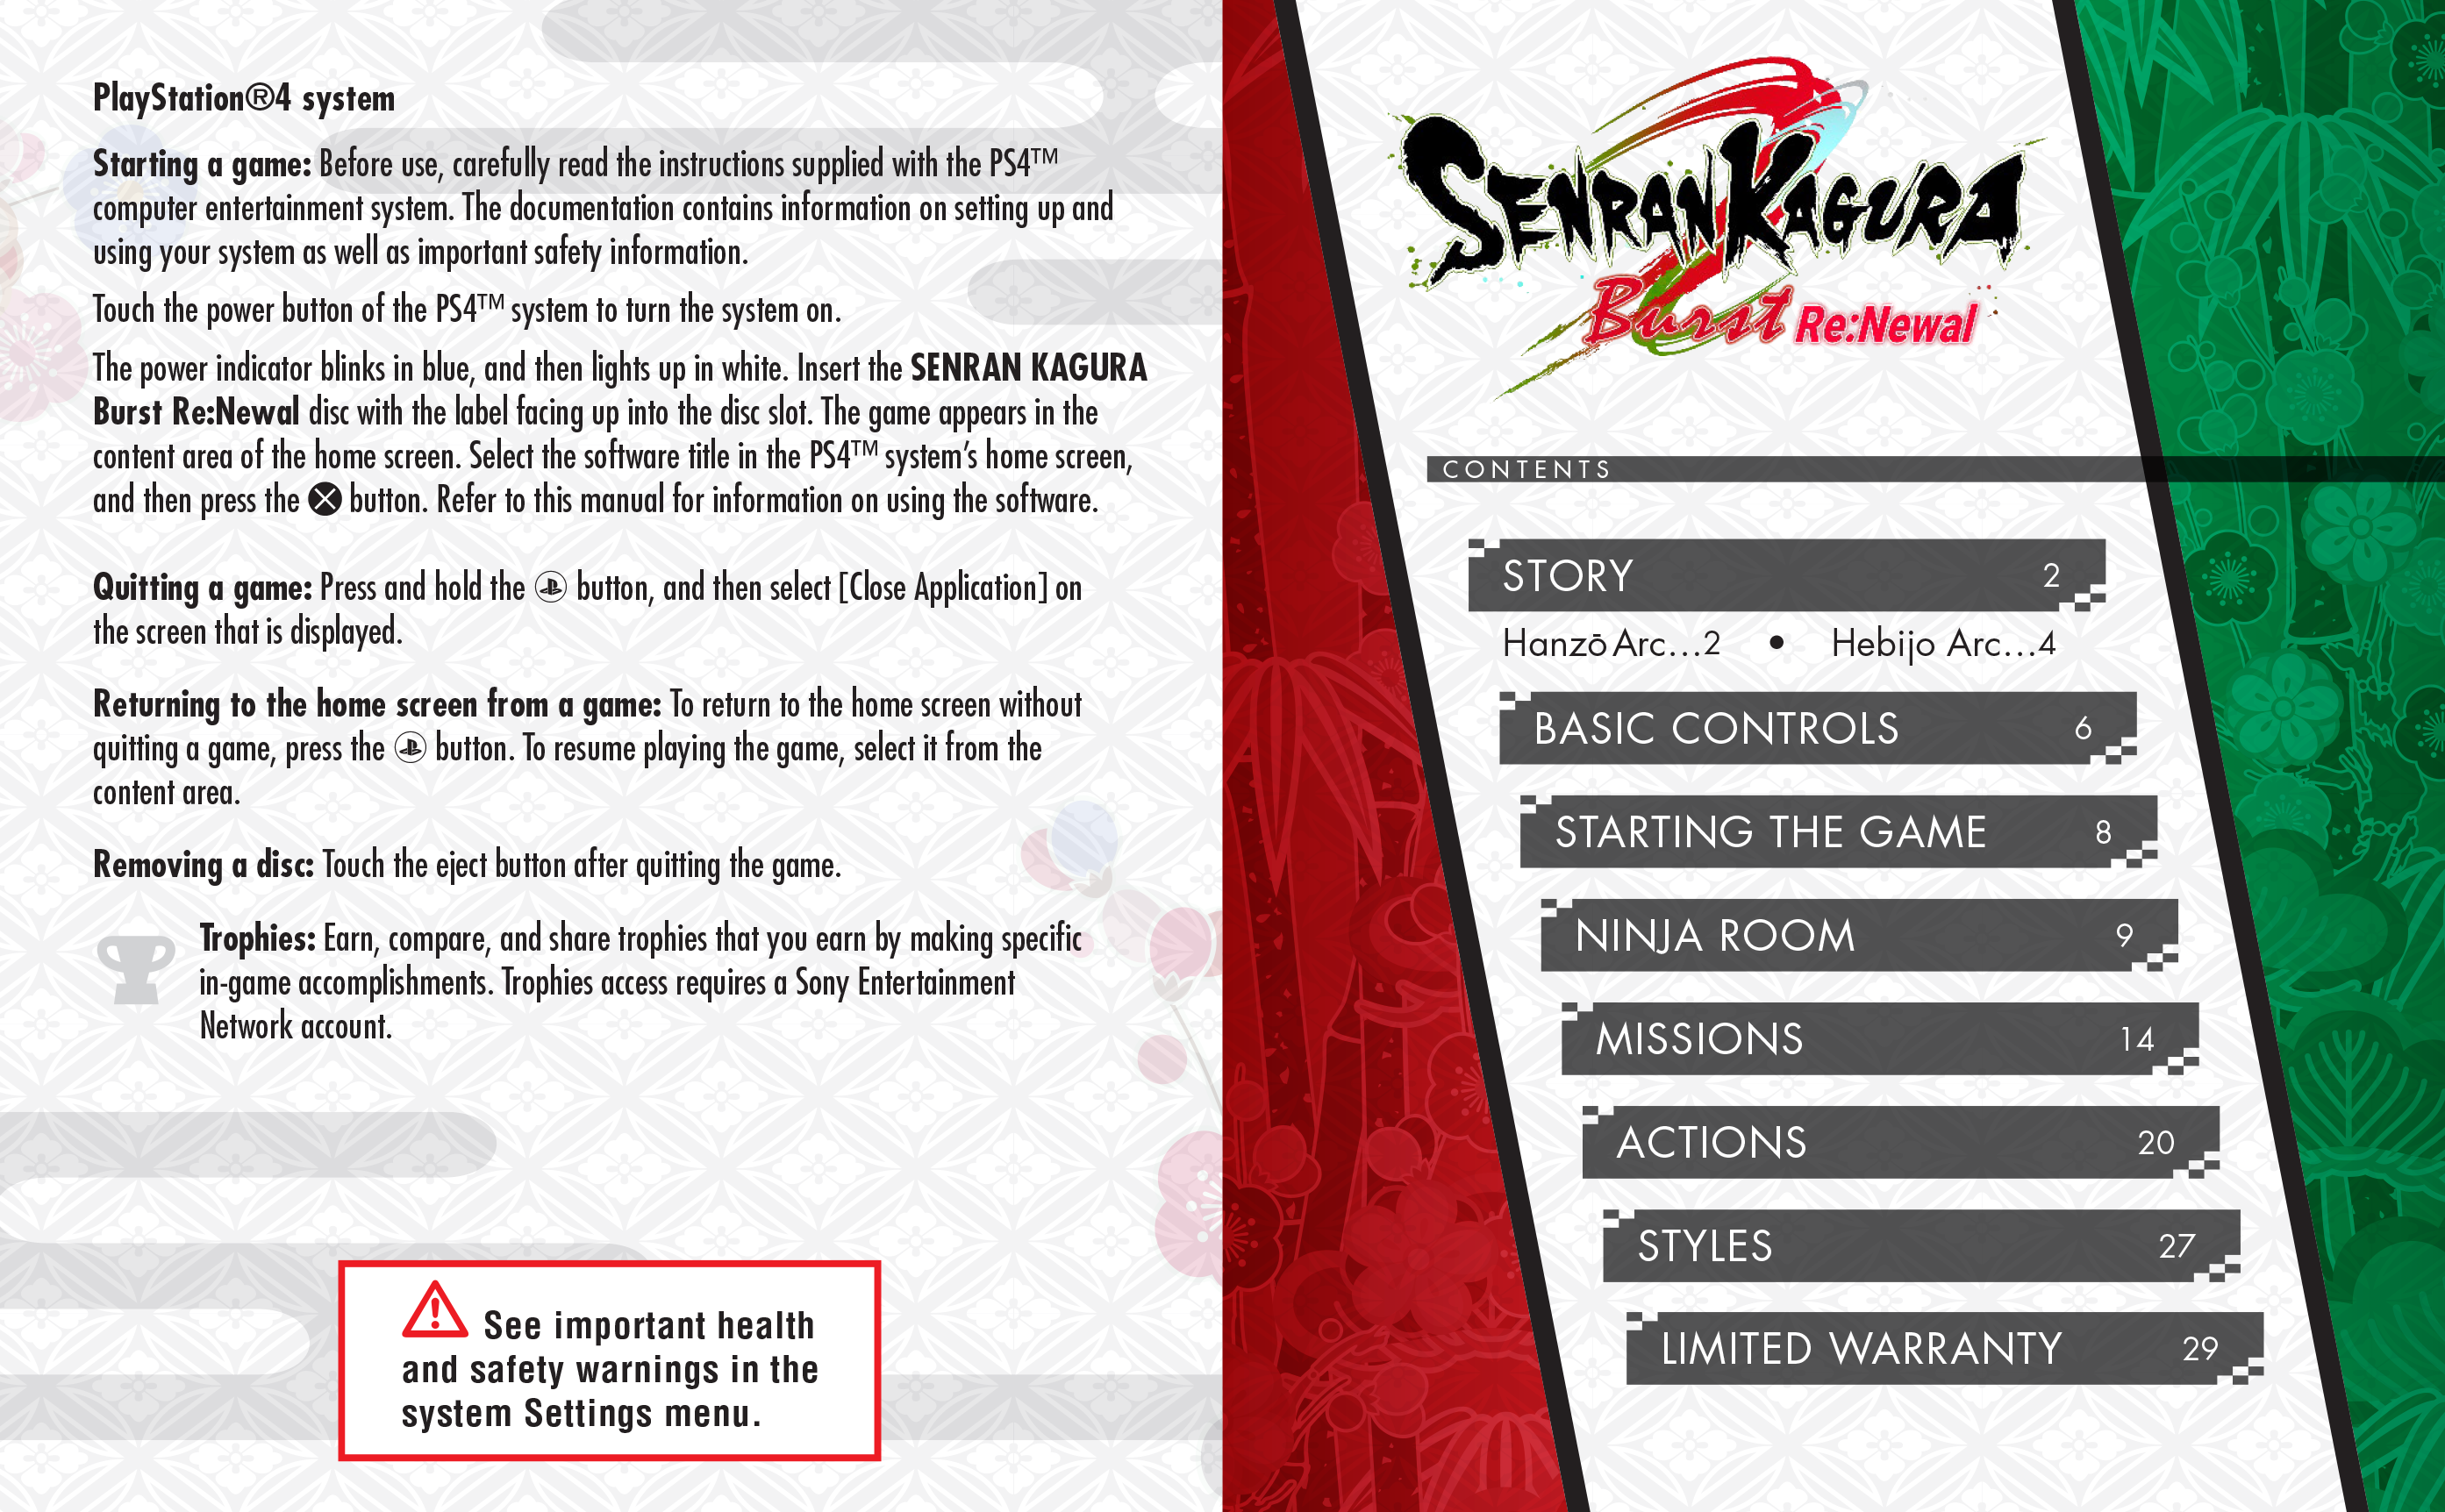 PlayStation®4 system
Starting a game: Before use, carefully read the instructions supplied with the PS4™
computer entertainment system. The documentation contains information on setting up and
using your system as well as important safety information.
Touch the power button of the PS4™ system to turn the system on.
The power indicator blinks in blue, and then lights up in white. Insert the SENRAN KAGURA
Burst Re:Newal disc with the label facing up into the disc slot. The game appears in the
content area of the home screen. Select the software title in the PS4™ system’s home screen,
and then press the button. Refer to this manual for information on using the software.
Quitting a game: Press and hold the button, and then select [Close Application] on
the screen that is displayed.
Returning to the home screen from a game: To return to the home screen without
quitting a game, press the button. To resume playing the game, select it from the
content area.
Removing a disc: Touch the eject button after quitting the game.
Trophies: Earn, compare, and share trophies that you earn by making specific
in-game accomplishments. Trophies access requires a Sony Entertainment
Network account.
See important health
and safety warnings in the
system Settings menu.
SENRAN KAGURA
Burst Re:Newal
CONTENTS
STORY 2
Hanzō Arc...2 • Hebijo Arc...4
BASIC CONTROLS 6
STARTING THE GAME 8
NINJA ROOM 9
MISSIONS 14
ACTIONS 20
STYLES 27
LIMITED WARRANTY 29